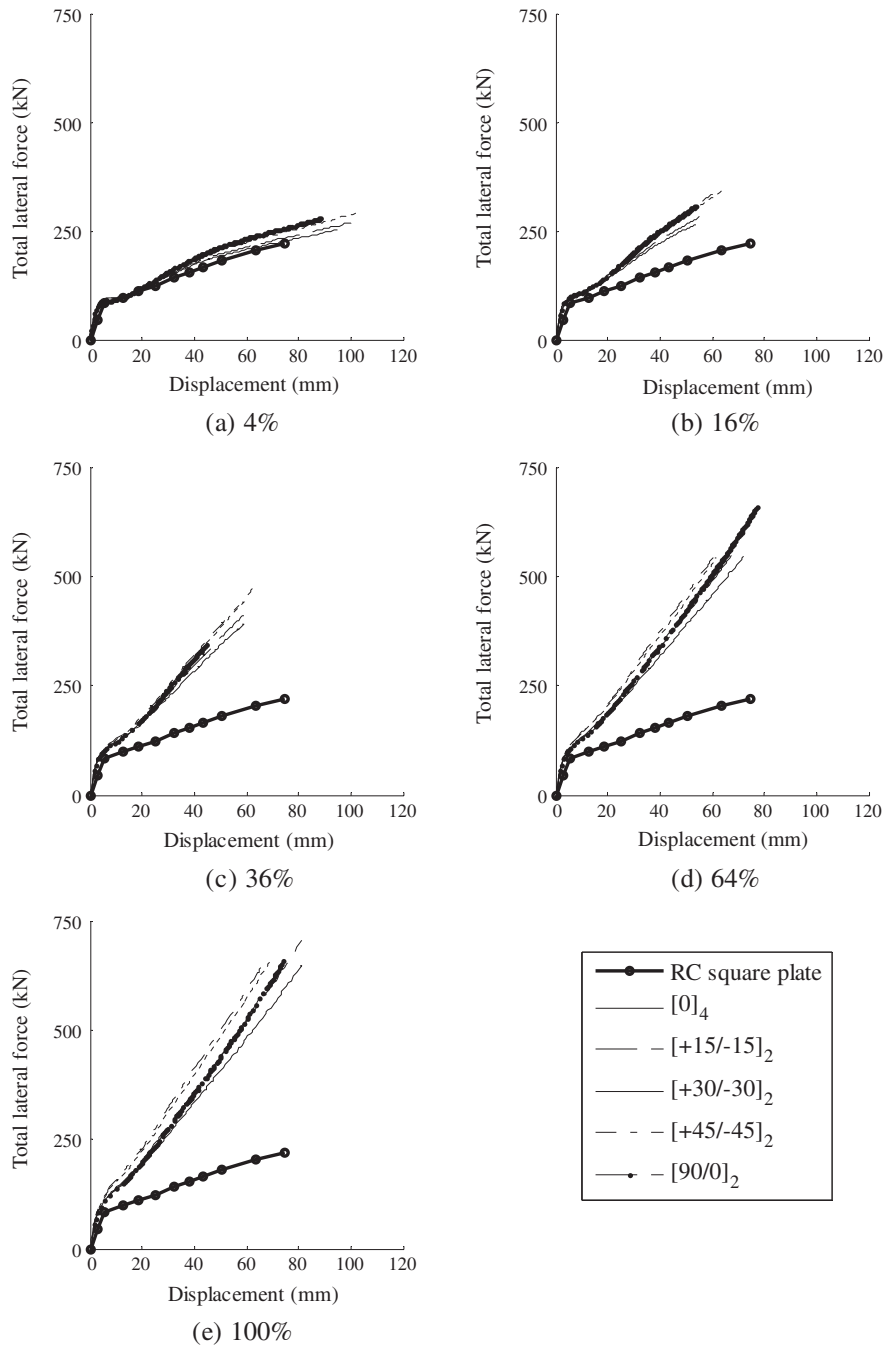 750
500
250
0
Total lateral force (kN)
0 20 40 60 80 100 120
Displacement (mm)
(a) 4%
750
500
250
0
Total lateral force (kN)
0 20 40 60 80 100 120
Displacement (mm)
(b) 16%
750
500
250
0
Total lateral force (kN)
0 20 40 60 80 100 120
Displacement (mm)
(c) 36%
750
500
250
0
Total lateral force (kN)
0 20 40 60 80 100 120
Displacement (mm)
(d) 64%
750
500
250
0
Total lateral force (kN)
0 20 40 60 80 100 120
Displacement (mm)
(e) 100%
RC square plate
[0]4
[+15/-15]2
[+30/-30]2
[+45/-45]2
[90/0]2